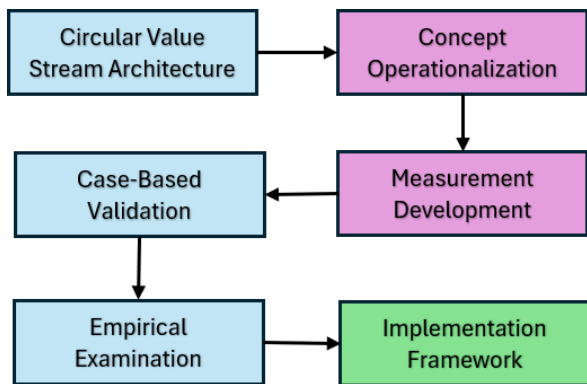 Circular Value
Stream Architecture
Concept
Operationalization
Measurement
Development
Case-Based
Validation
Empirical
Examination
Implementation
Framework